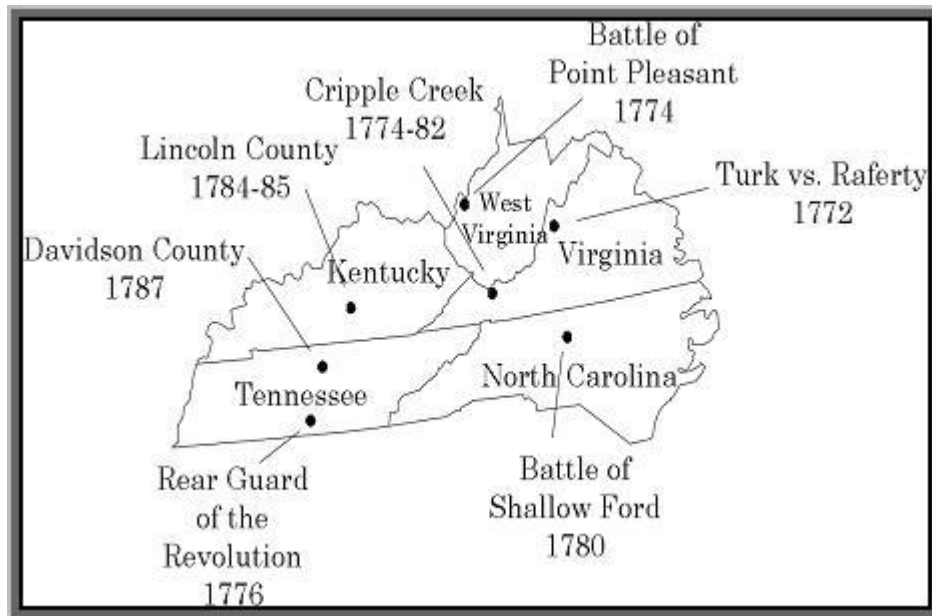 Battle of
Point Pleasant
1774
Cripple Creek
1774-82
Lincoln County
1784-85
Turk vs. Raferty
1772
West
Virginia
Virginia
Davidson County
1787
Kentucky
Tennessee
North Carolina
Rear Guard
of the
Revolution
1776
Battle of
Shallow Ford
1780